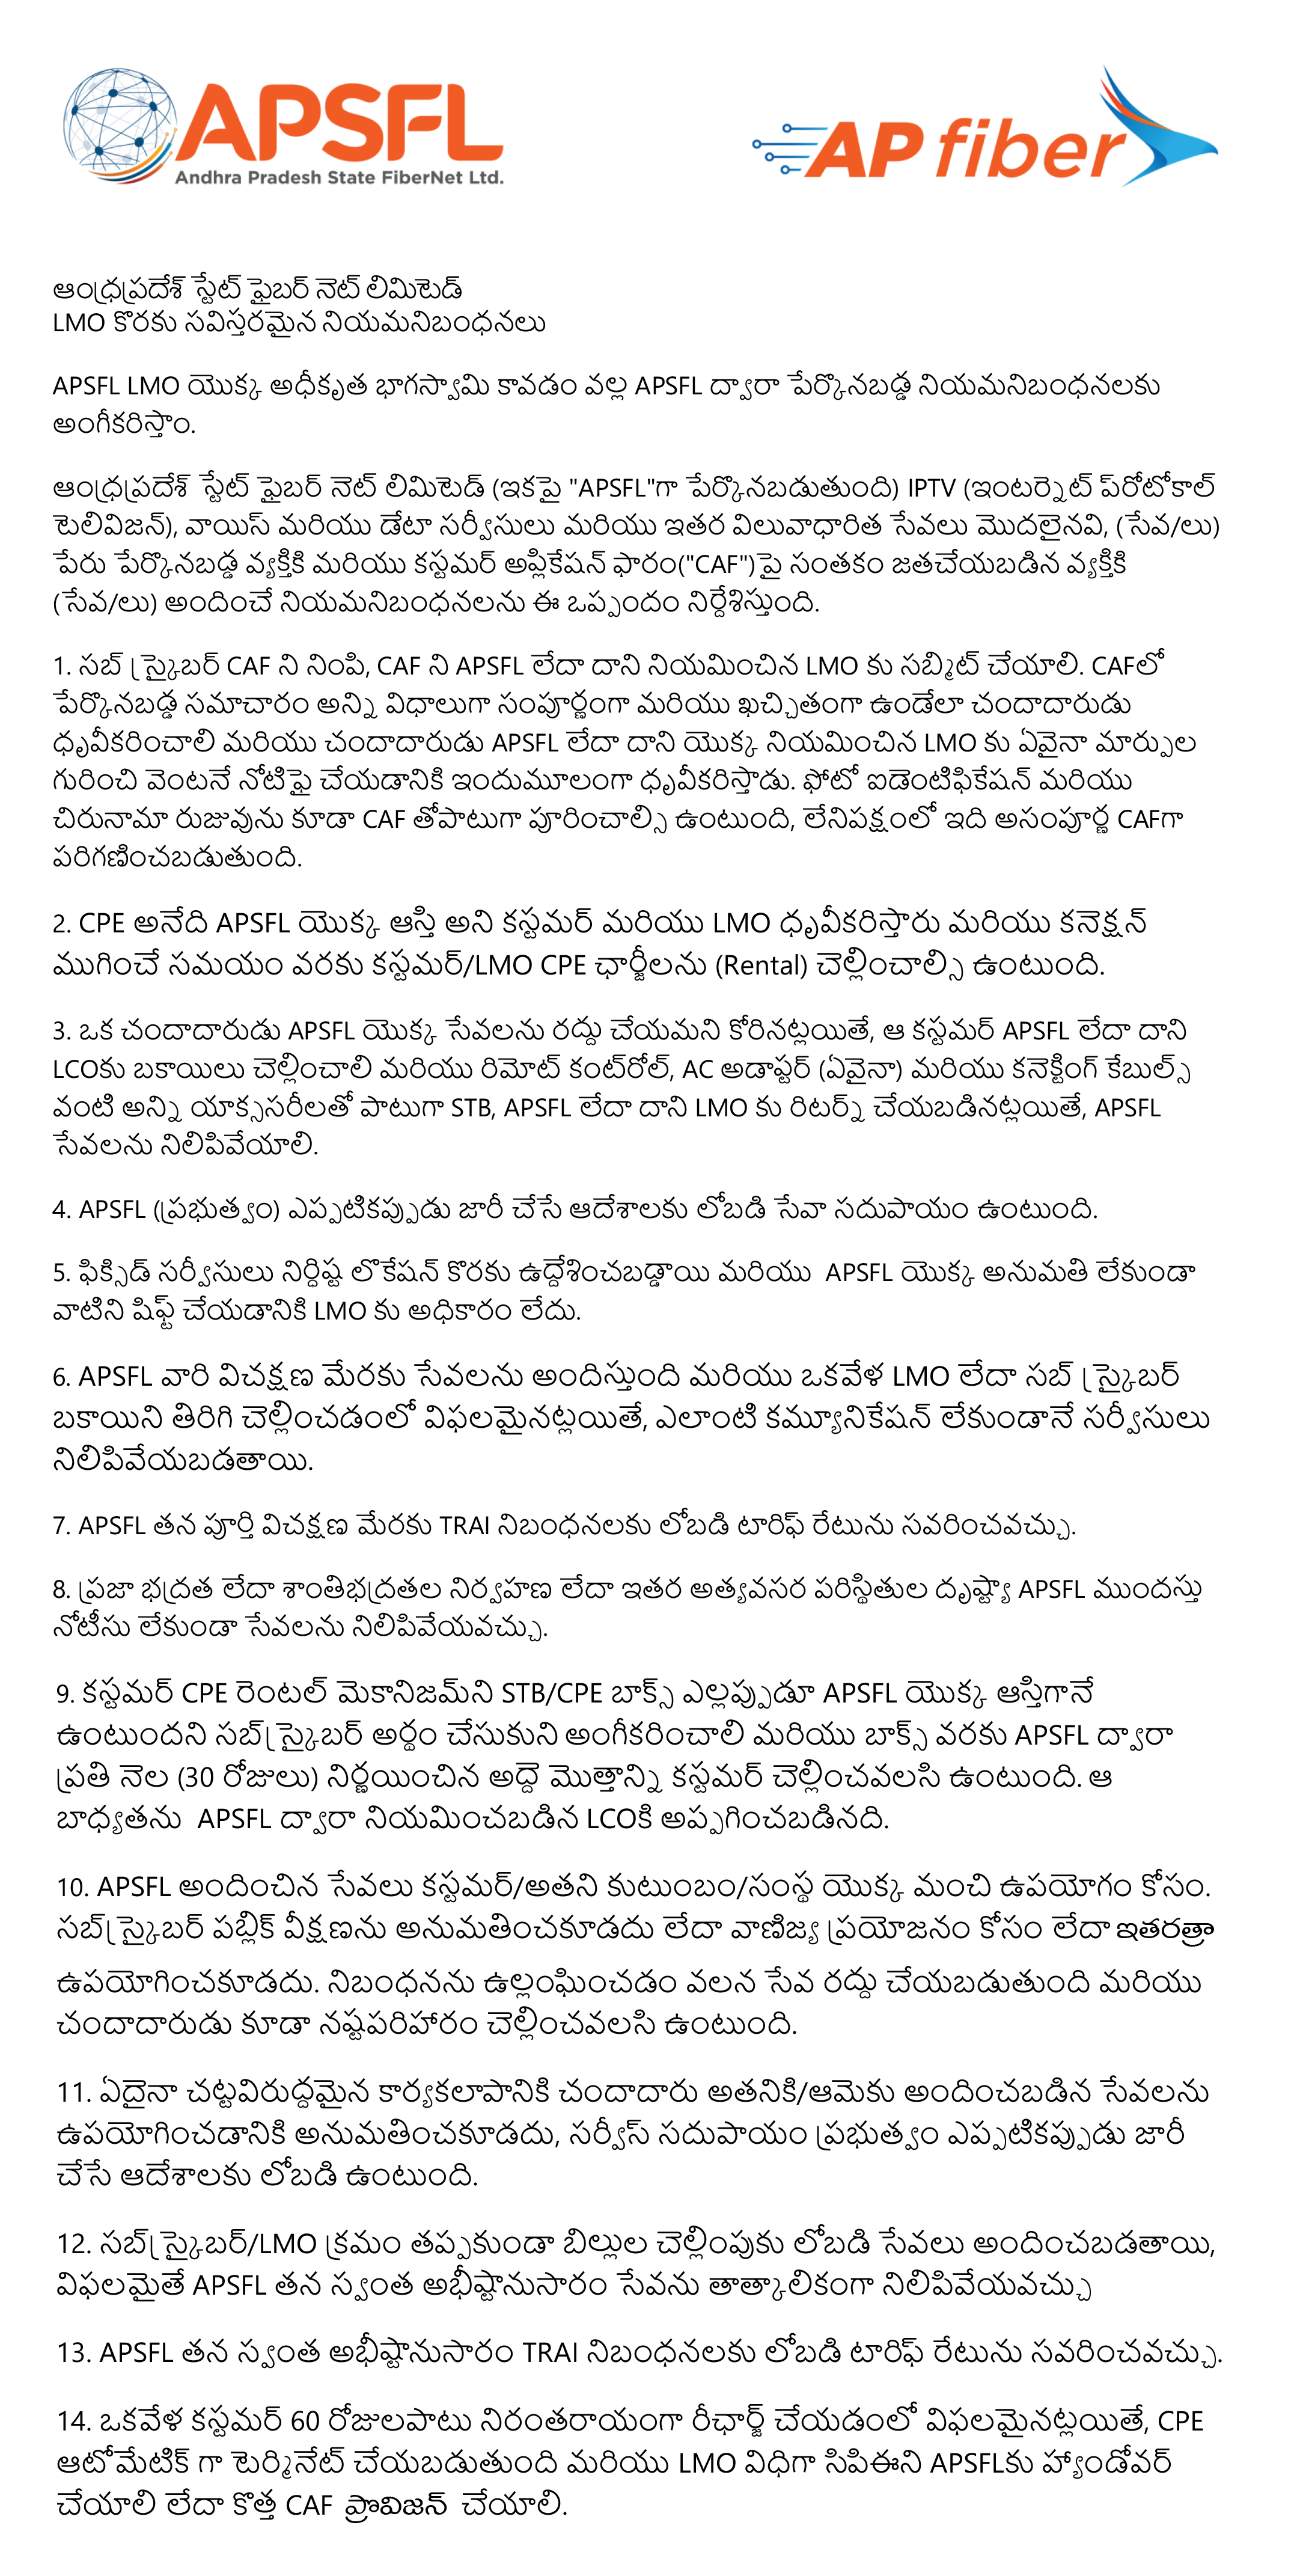 APSFL
Andhra Pradesh State FiberNet Ltd.
AP fiber
ఆంధ్రప్రదేశ్ స్టేట్ ఫైబర్ నెట్ లిమిటెడ్
LMO కొరకు సవిస్తరమైన నియమనిబంధనలు
APSFL LMO యొక్క అధీకృత భాగస్వామి కావడం వల్ల APSFL ద్వారా పేర్కొనబడ్డ నియమనిబంధనలకు
అంగీకరిస్తాం.
ఆంధ్రప్రదేశ్ స్టేట్ ఫైబర్ నెట్ లిమిటెడ్ (ఇకపై "APSFL"గా పేర్కొనబడుతుంది) IPTV (ఇంటర్నెట్ ప్‌రోటోకాల్
టెలివిజన్), వాయిస్ మరియు డేటా సర్వీసులు మరియు ఇతర విలువాధారిత సేవలు మొదలైనవి, (సేవ/లు)
పేరు పేర్కొనబడ్డ వ్యక్తికి మరియు కస్టమర్ అప్లికేషన్ ఫారం("CAF")పై సంతకం జతచేయబడిన వ్యక్తికి
(సేవ/లు) అందించే నియమనిబంధనలను ఈ ఒప్పందం నిర్దేశిస్తుంది.
1. సబ్ స్క్రైబర్ CAF ని నింపి, CAF ని APSFL లేదా దాని నియమించిన LMO కు సబ్మిట్ చేయాలి. CAFలో
పేర్కొనబడ్డ సమాచారం అన్ని విధాలుగా సంపూర్ణంగా మరియు ఖచ్చితంగా ఉండేలా చందాదారుడు
ధృవీకరించాలి మరియు చందాదారుడు APSFL లేదా దాని యొక్క నియమించిన LMO కు ఏవైనా మార్పుల
గురించి వెంటనే నోటిఫై చేయడానికి ఇందుమూలంగా ధృవీకరిస్తాడు. ఫోటో ఐడెంటిఫికేషన్ మరియు
చిరునామా రుజువును కూడా CAF తోపాటుగా పూరించాల్సి ఉంటుంది, లేనిపక్షంలో ఇది అసంపూర్ణ CAFగా
పరిగణించబడుతుంది.
2. CPE అనేది APSFL యొక్క ఆస్తి అని కస్టమర్ మరియు LMO ధృవీకరిస్తారు మరియు కనెక్షన్
ముగించే సమయం వరకు కస్టమర్/LMO CPE ఛార్జీలను (Rental) చెల్లించాల్సి ఉంటుంది.
3. ఒక చందాదారుడు APSFL యొక్క సేవలను రద్దు చేయమని కోరినట్లయితే, ఆ కస్టమర్ APSFL లేదా దాని
LCOకు బకాయిలు చెల్లించాలి మరియు రిమోట్ కంట్‌రోల్, AC అడాప్టర్ (ఏవైనా) మరియు కనెక్టింగ్ కేబుల్స్
వంటి అన్ని యాక్ససరీలతో పాటుగా STB, APSFL లేదా దాని LMO కు రిటర్న్ చేయబడినట్లయితే, APSFL
సేవలను నిలిపివేయాలి.
4. APSFL (ప్రభుత్వం) ఎప్పటికప్పుడు జారీ చేసే ఆదేశాలకు లోబడి సేవా సదుపాయం ఉంటుంది.
5. ఫిక్సిడ్ సర్వీసులు నిర్దిష్ట లొకేషన్ కొరకు ఉద్దేశించబడ్డాయి మరియు APSFL యొక్క అనుమతి లేకుండా
వాటిని షిఫ్ట్ చేయడానికి LMO కు అధికారం లేదు.
6. APSFL వారి విచక్షణ మేరకు సేవలను అందిస్తుంది మరియు ఒకవేళ LMO లేదా సబ్ స్క్రైబర్
బకాయిని తిరిగి చెల్లించడంలో విఫలమైనట్లయితే, ఎలాంటి కమ్యూనికేషన్ లేకుండానే సర్వీసులు
నిలిపివేయబడతాయి.
7. APSFL తన పూర్తి విచక్షణ మేరకు TRAI నిబంధనలకు లోబడి టారిఫ్ రేటును సవరించవచ్చు.
8. ప్రజా భద్రత లేదా శాంతిభద్రతల నిర్వహణ లేదా ఇతర అత్యవసర పరిస్థితుల దృష్ట్యా APSFL ముందస్తు
నోటీసు లేకుండా సేవలను నిలిపివేయవచ్చు.
9. కస్టమర్ CPE రెంటల్ మెకానిజమ్‌ని STB/CPE బాక్స్ ఎల్లప్పుడూ APSFL యొక్క ఆస్తిగానే
ఉంటుందని సబ్‌స్క్రైబర్ అర్థం చేసుకుని అంగీకరించాలి మరియు బాక్స్ వరకు APSFL ద్వారా
ప్రతి నెల (30 రోజులు) నిర్ణయించిన అద్దె మొత్తాన్ని కస్టమర్ చెల్లించవలసి ఉంటుంది. ఆ
బాధ్యతను APSFL ద్వారా నియమించబడిన LCOకి అప్పగించబడినది.
10. APSFL అందించిన సేవలు కస్టమర్/అతని కుటుంబం/సంస్థ యొక్క మంచి ఉపయోగం కోసం.
సబ్‌స్క్రైబర్ పబ్లిక్ వీక్షణను అనుమతించకూడదు లేదా వాణిజ్య ప్రయోజనం కోసం లేదా ఇతరత్రా
ఉపయోగించకూడదు. నిబంధనను ఉల్లంఘించడం వలన సేవ రద్దు చేయబడుతుంది మరియు
చందాదారుడు కూడా నష్టపరిహారం చెల్లించవలసి ఉంటుంది.
11. ఏదైనా చట్టవిరుద్ధమైన కార్యకలాపానికి చందాదారు అతనికి/ఆమెకు అందించబడిన సేవలను
ఉపయోగించడానికి అనుమతించకూడదు, సర్వీస్ సదుపాయం ప్రభుత్వం ఎప్పటికప్పుడు జారీ
చేసే ఆదేశాలకు లోబడి ఉంటుంది.
12. సబ్‌స్క్రైబర్/LMO క్రమం తప్పకుండా బిల్లుల చెల్లింపుకు లోబడి సేవలు అందించబడతాయి,
విఫలమైతే APSFL తన స్వంత అభీష్టానుసారం సేవను తాత్కాలికంగా నిలిపివేయవచ్చు
13. APSFL తన స్వంత అభీష్టానుసారం TRAI నిబంధనలకు లోబడి టారిఫ్ రేటును సవరించవచ్చు.
14. ఒకవేళ కస్టమర్ 60 రోజులపాటు నిరంతరాయంగా రీఛార్జ్ చేయడంలో విఫలమైనట్లయితే, CPE
ఆటోమేటిక్ గా టెర్మినేట్ చేయబడుతుంది మరియు LMO విధిగా సిపిఈని APSFLకు హ్యాండోవర్
చేయాలి లేదా కొత్త CAF ప్రొవిజన్ చేయాలి.